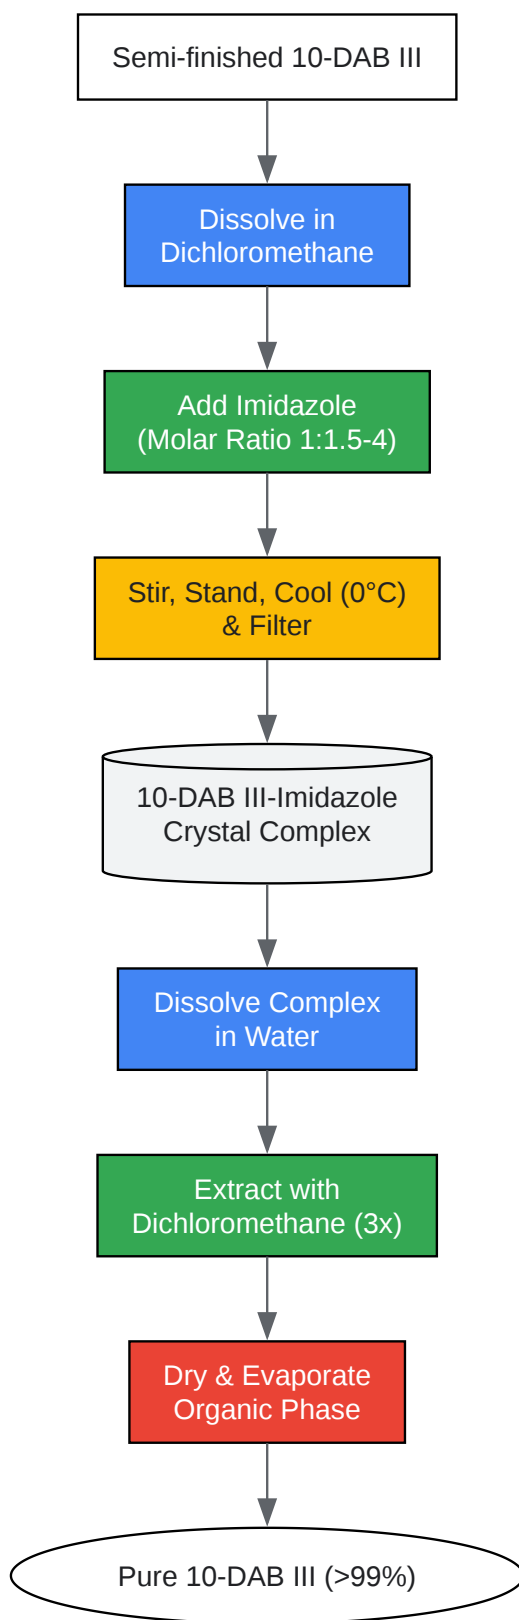 Semi-finished 10-DAB III
Dissolve in
Dichloromethane
Add Imidazole
(Molar Ratio 1:1.5-4)
Stir, Stand, Cool (0°C)
& Filter
10-DAB III-Imidazole
Crystal Complex
Dissolve Complex
in Water
Extract with
Dichloromethane (3x)
Dry & Evaporate
Organic Phase
Pure 10-DAB III (>99%)